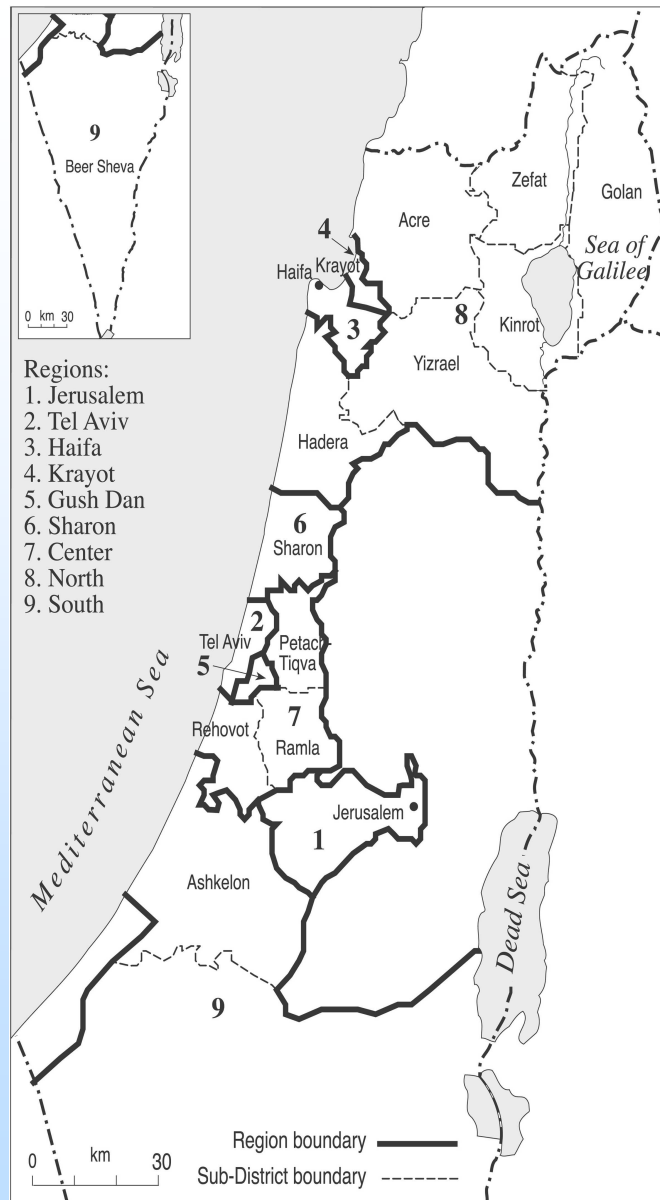 9
Beer Sheva
0 km 30
Zefat
Golan
Acre
Sea of
Galilee
4
Krayot
Haifa
3
8
Kinrot
Yizrael
Regions:
1. Jerusalem
2. Tel Aviv
3. Haifa
4. Krayot
5. Gush Dan
6. Sharon
7. Center
8. North
9. South
Hadera
6
Sharon
2
Tel Aviv
Petach-
Tiqva
5
7
Rehovot
Ramla
Mediterranean Sea
Jerusalem
1
Ashkelon
Dead Sea
9
Region boundary
Sub-District boundary
0 km 30